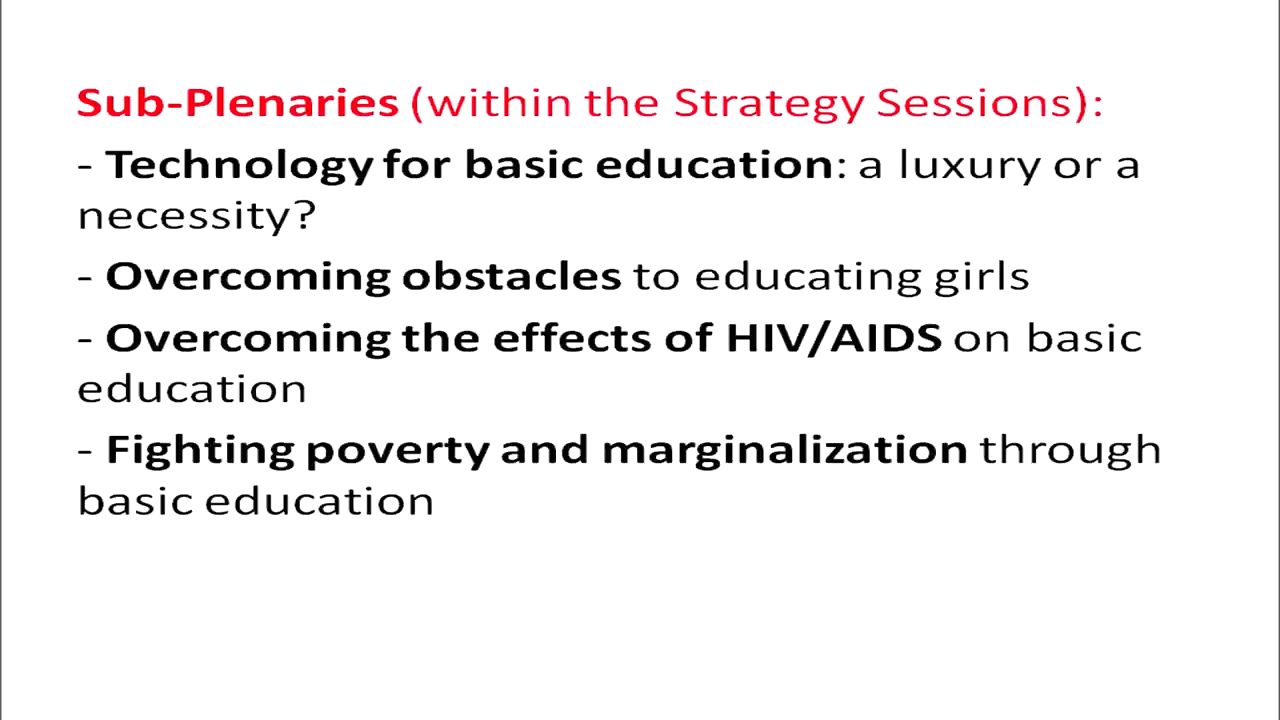 Sub-Plenaries (within the Strategy Sessions):
- Technology for basic education: a luxury or a
necessity?
- Overcoming obstacles to educating girls
- Overcoming the effects of HIV/AIDS on basic
education
- Fighting poverty and marginalization through
basic education